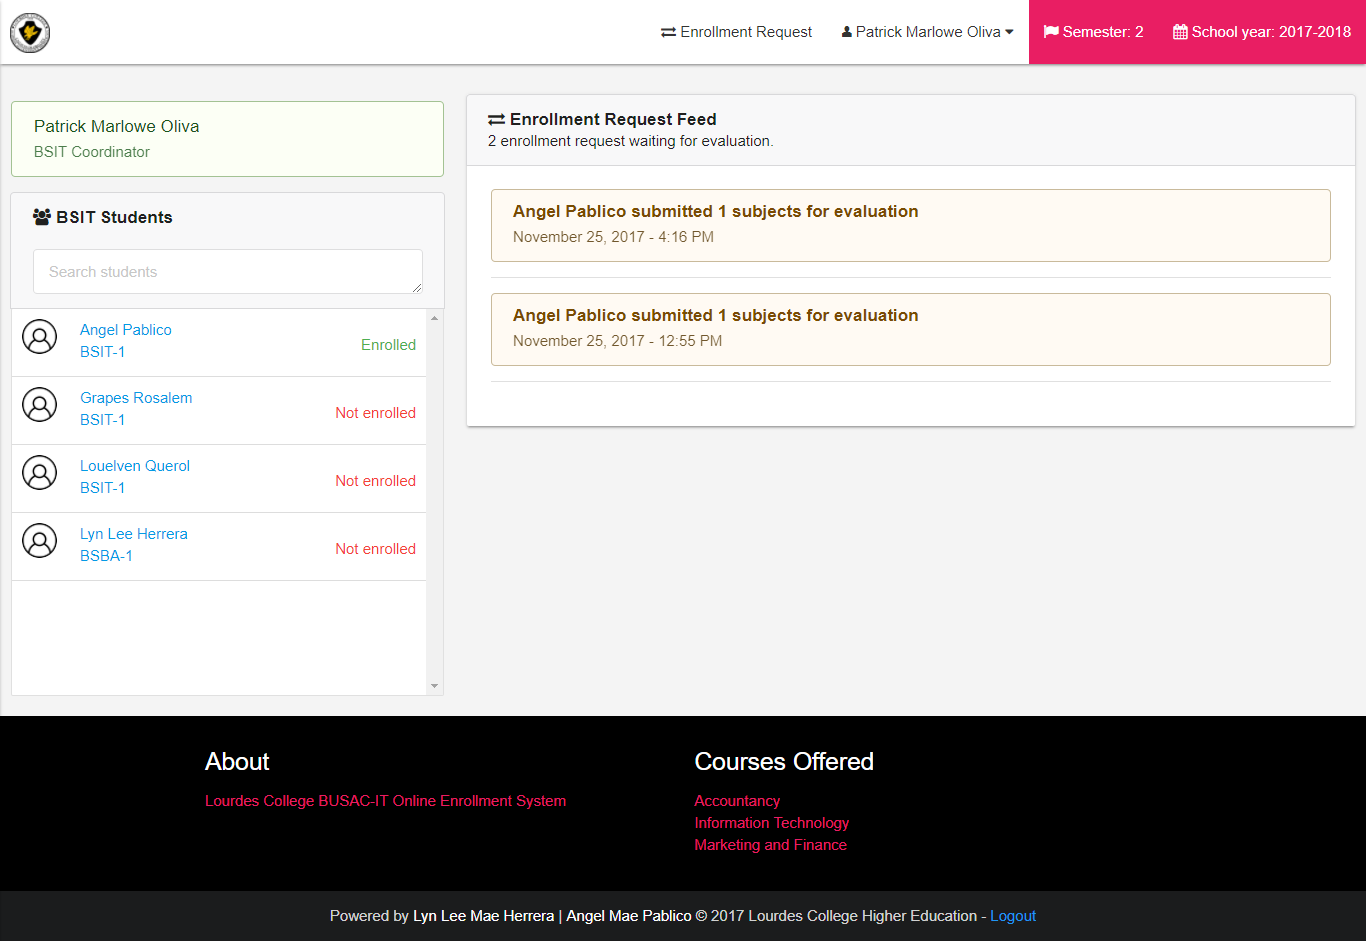 Enrollment Request
Patrick Marlowe Oliva
Semester: 2
School year: 2017-2018
Patrick Marlowe Oliva
BSIT Coordinator
BSIT Students
Search students
Angel Pablico
BSIT-1
Enrolled
Grapes Rosalem
BSIT-1
Not enrolled
Louelven Querol
BSIT-1
Not enrolled
Lyn Lee Herrera
BSBA-1
Not enrolled
Enrollment Request Feed
2 enrollment request waiting for evaluation.
Angel Pablico submitted 1 subjects for evaluation
November 25, 2017 - 4:16 PM
Angel Pablico submitted 1 subjects for evaluation
November 25, 2017 - 12:55 PM
About
Lourdes College BUSAC-IT Online Enrollment System
Courses Offered
Accountancy
Information Technology
Marketing and Finance
Powered by Lyn Lee Mae Herrera | Angel Mae Pablico © 2017 Lourdes College Higher Education - Logout